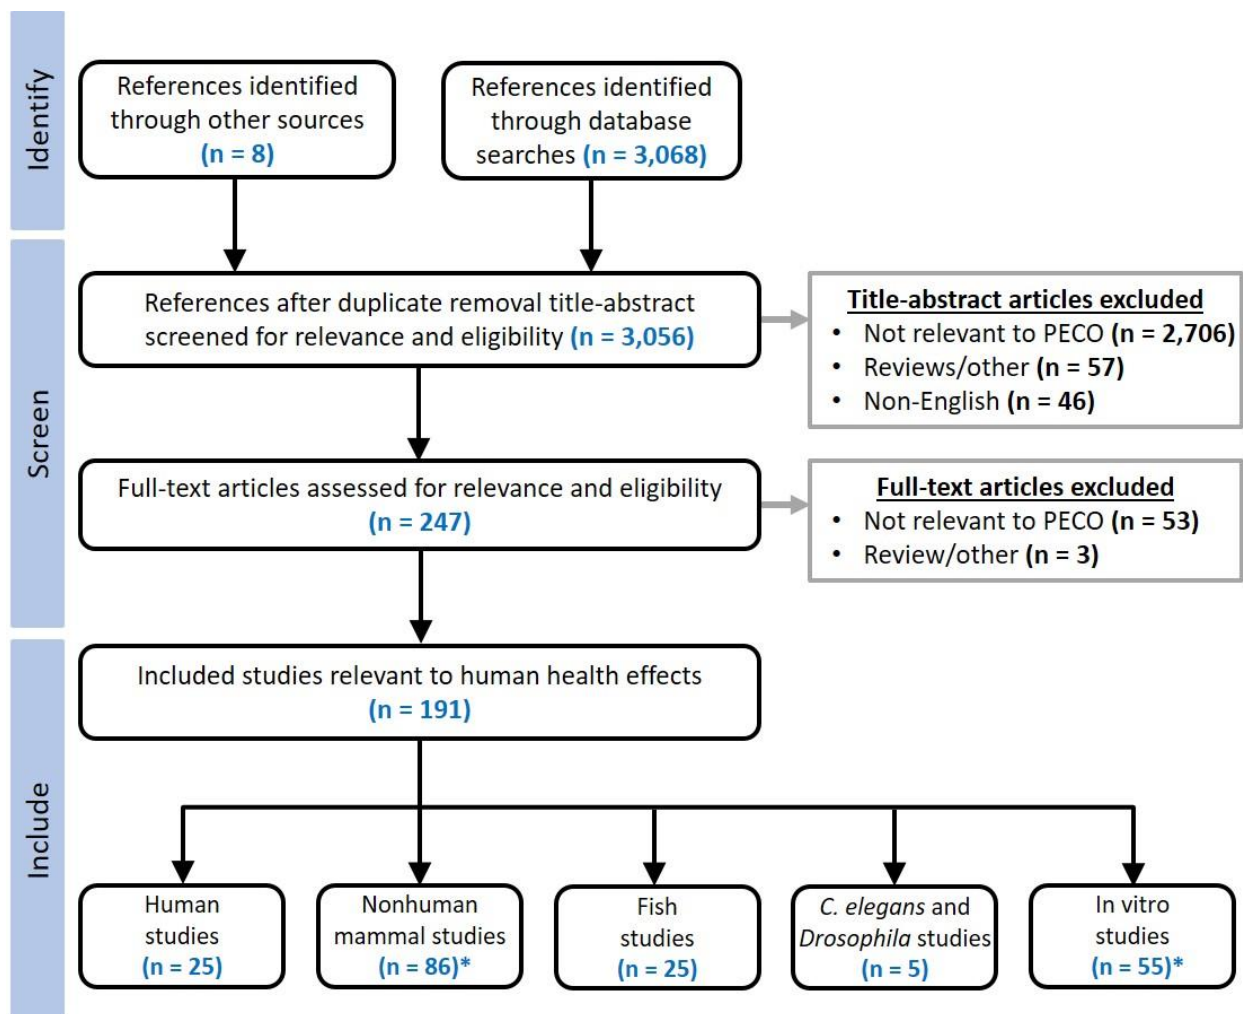 Identify
References identified
through other sources
(n = 8)
References identified
through database
searches (n = 3,068)
Screen
References after duplicate removal title-abstract
screened for relevance and eligibility (n = 3,056)
Title-abstract articles excluded
• Not relevant to PECO (n = 2,706)
• Reviews/other (n = 57)
• Non-English (n = 46)
Full-text articles assessed for relevance and eligibility
(n = 247)
Full-text articles excluded
• Not relevant to PECO (n = 53)
• Review/other (n = 3)
Include
Included studies relevant to human health effects
(n = 191)
Human
studies
(n = 25)
Nonhuman
mammal studies
(n = 86)*
Fish
studies
(n = 25)
C. elegans and
Drosophila studies
(n = 5)
In vitro
studies
(n = 55)*